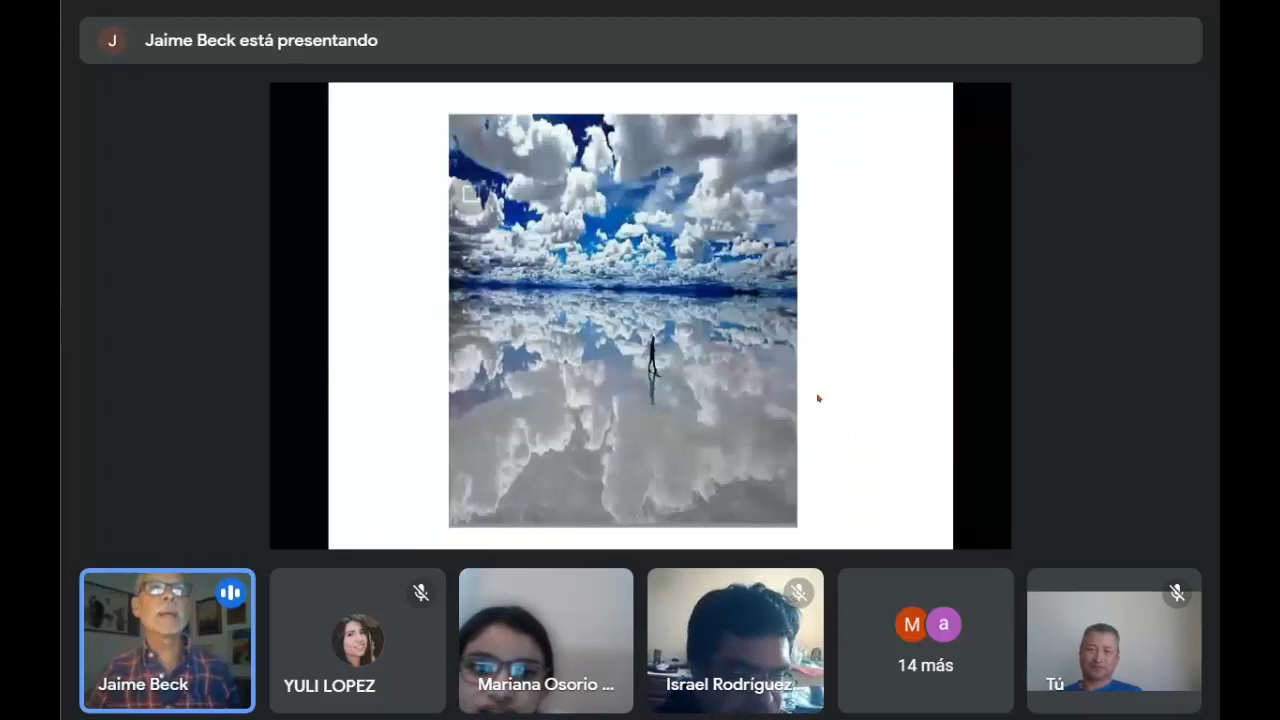 J
Jaime Beck está presentando
Jaime Beck
YULI LOPEZ
Mariana Osorio ...
Israel Rodríguez...
M
a
14 más
Tú